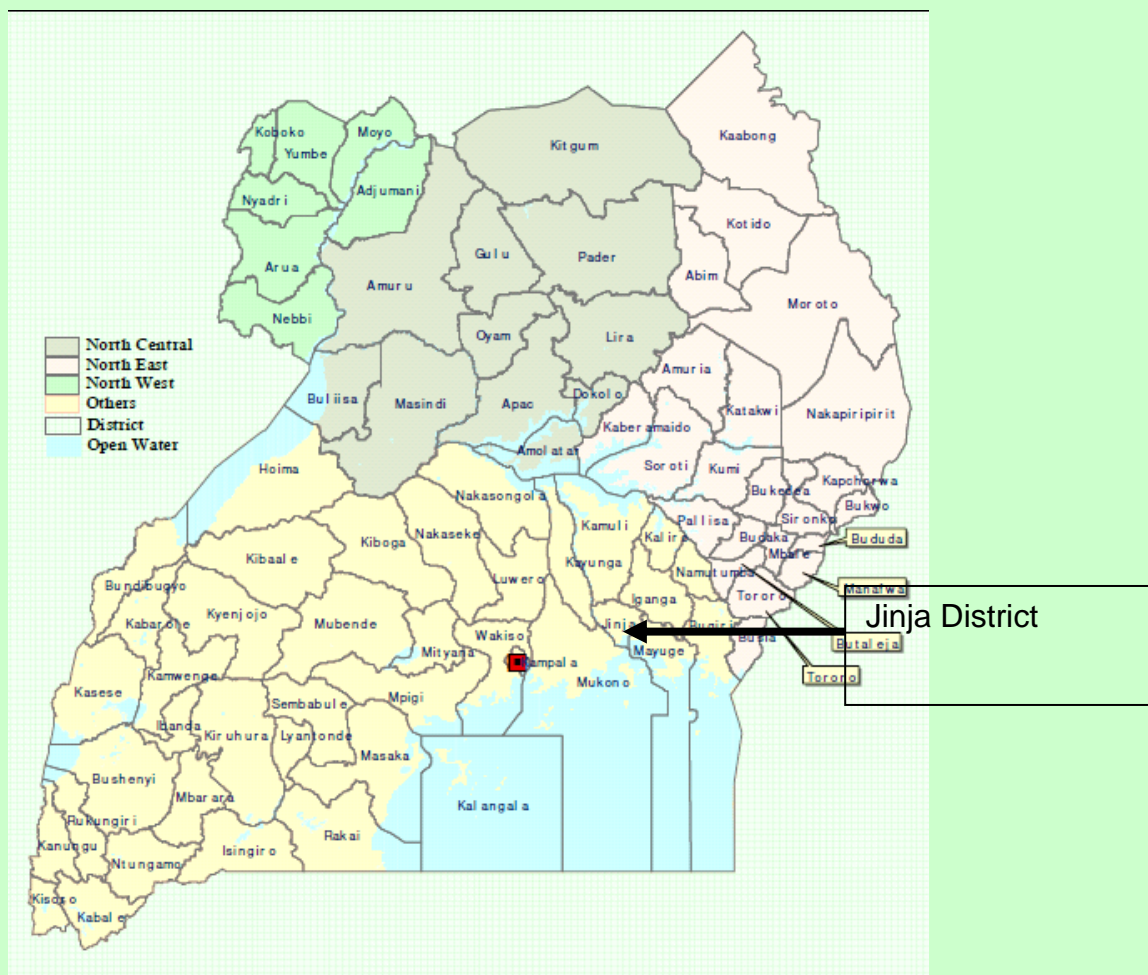 Kaabong
Koboko
Moyo
Yumbe
Kitgum
Adjumani
Nyadri
Kotido
Gulu
Pader
Arua
Abim
Amuru
Moroto
Nebbi
Oyam
Lira
North Central
North East
North West
Others
District
Open Water
Amuria
Buliisa
Masindi
Apac
Dokolo
Katakwi
Nakapiripirit
Kaberamaido
Amolatar
Hoima
Soroti
Kumi
Kapchorwa
Bukedea
Nakasongola
Bukwo
Kamuli
Pallisa
Sironko
Nakaseke
Kiboga
Kalira
Budaka
Bududa
Mbale
Kibaale
Luwero
Kayunga
Namutumba
Bundibugyo
Manafwa
Tororo
Iganga
Kyenjojo
Mubende
Kabarole
Jinja
Bugiri
Jinja District
Wakiso
Busia
Butaleja
Mityana
Mayuge
Kampala
Kamwenge
Tororo
Mukono
Kasese
Mpigi
Sembabule
Ibanda
Kiruhura
Lyantonde
Masaka
Bushenyi
Mbarara
Kalangala
Rukungiri
Rakai
Kanungu
Isingiro
Ntungamo
Kisoro
Kabale